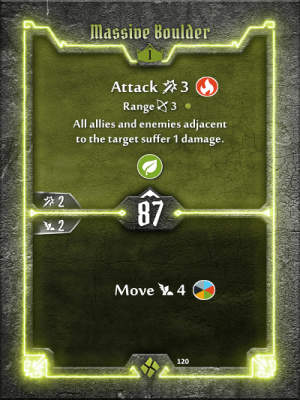 Massive Boulder
1
Attack 3
Range 3
All allies and enemies adjacent
to the target suffer 1 damage.
2
87
2
Move 4
120